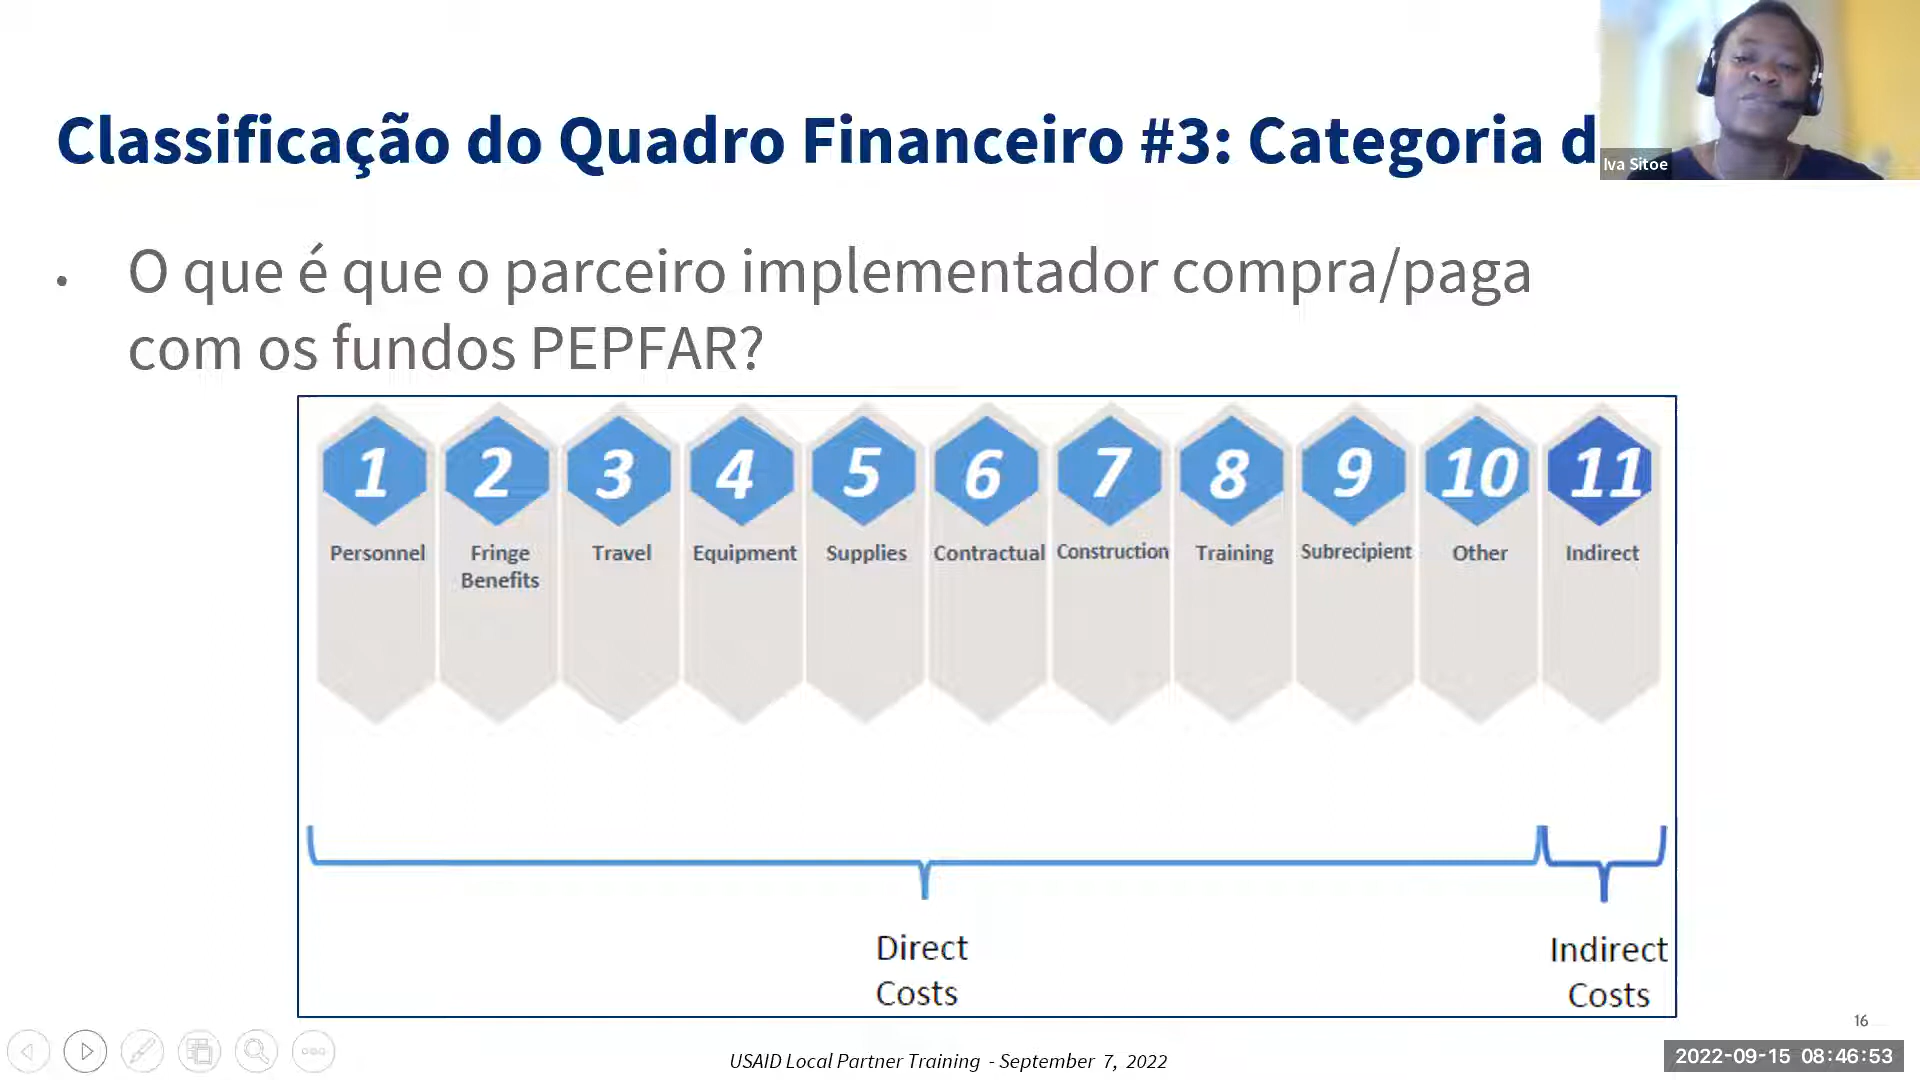 Classificação do Quadro Financeiro #3: Categoria d
Iva Sitoe
• O que é que o parceiro implementador compra/paga
com os fundos PEPFAR?
1 2 3 4 5 6 7 8 9 10 11
Personnel Fringe Travel Equipment Supplies Contractual Construction Training Subrecipient Other Indirect
Benefits
Direct Indirect
Costs Costs
16
USAID Local Partner Training - September 7, 2022
2022-09-15 08:46:53